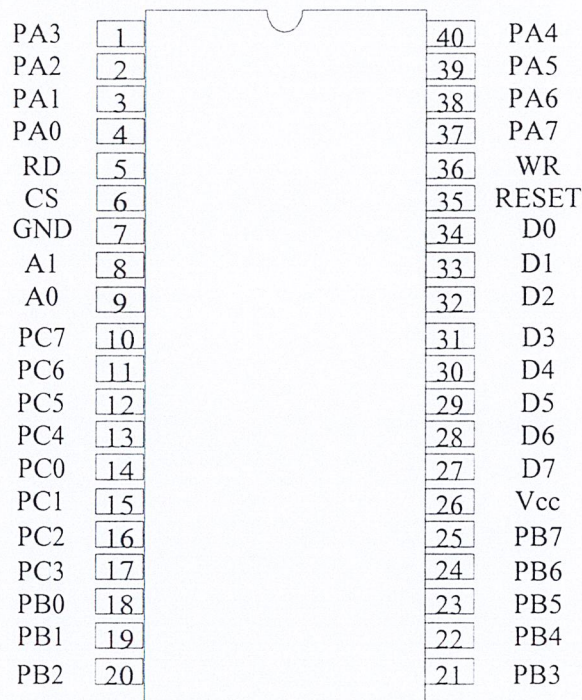 PA3 1 40 PA4
PA2 2 39 PA5
PA1 3 38 PA6
PA0 4 37 PA7
RD 5 36 WR
CS 6 35 RESET
GND 7 34 D0
A1 8 33 D1
A0 9 32 D2
PC7 10 31 D3
PC6 11 30 D4
PC5 12 29 D5
PC4 13 28 D6
PC0 14 27 D7
PC1 15 26 Vcc
PC2 16 25 PB7
PC3 17 24 PB6
PB0 18 23 PB5
PB1 19 22 PB4
PB2 20 21 PB3